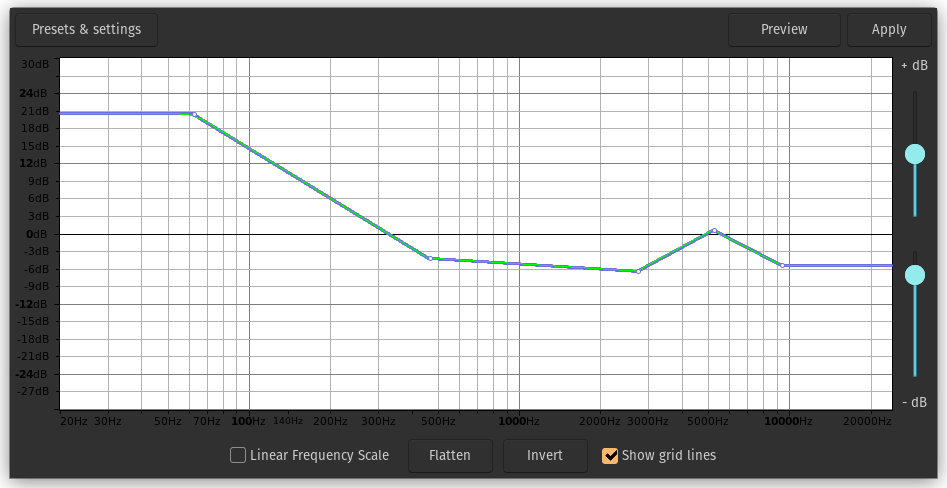 Presets & settings Preview Apply
+ dB
30dB
24dB
21dB
18dB
15dB
12dB
9dB
6dB
3dB
0dB
-3dB
-6dB
-9dB
-12dB
-15dB
-18dB
-21dB
-24dB
-27dB
- dB
20Hz 30Hz 50Hz 70Hz 100Hz 140Hz 200Hz 300Hz 500Hz 1000Hz 2000Hz 3000Hz 5000Hz 10000Hz 20000Hz
Linear Frequency Scale Flatten Invert Show grid lines